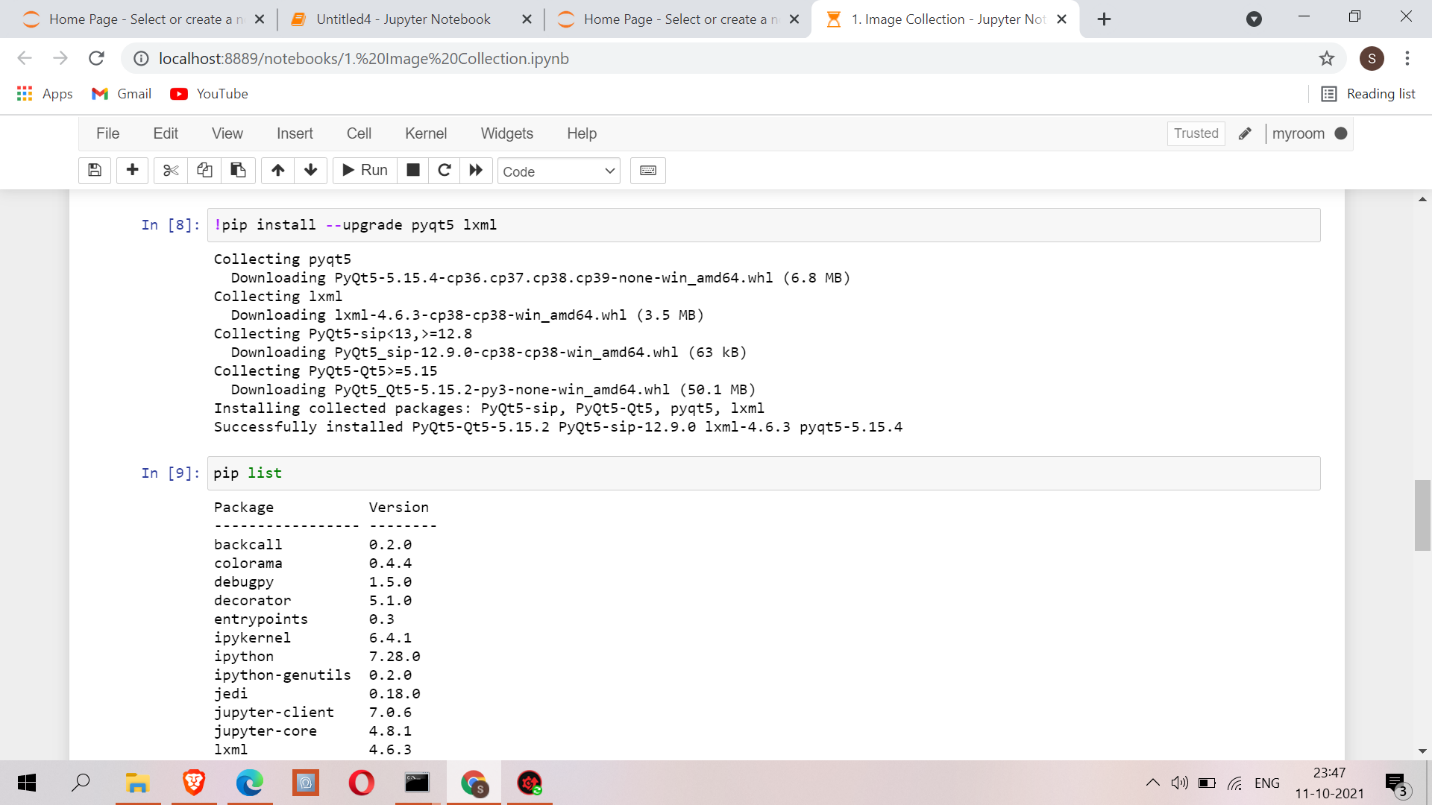 Home Page - Select or create a n
Untitled4 - Jupyter Notebook
Home Page - Select or create a n
1. Image Collection - Jupyter Not
localhost:8889/notebooks/1.%20Image%20Collection.ipynb
S
Apps
Gmail
YouTube
Reading list
File Edit View Insert Cell Kernel Widgets Help
Trusted
myroom
Run
Code
In [8]: !pip install --upgrade pyqt5 lxml
Collecting pyqt5
  Downloading PyQt5-5.15.4-cp36.cp37.cp38.cp39-none-win_amd64.whl (6.8 MB)
Collecting lxml
  Downloading lxml-4.6.3-cp38-cp38-win_amd64.whl (3.5 MB)
Collecting PyQt5-sip<13,>=12.8
  Downloading PyQt5_sip-12.9.0-cp38-cp38-win_amd64.whl (63 kB)
Collecting PyQt5-Qt5>=5.15
  Downloading PyQt5_Qt5-5.15.2-py3-none-win_amd64.whl (50.1 MB)
Installing collected packages: PyQt5-sip, PyQt5-Qt5, pyqt5, lxml
Successfully installed PyQt5-Qt5-5.15.2 PyQt5-sip-12.9.0 lxml-4.6.3 pyqt5-5.15.4
In [9]: pip list
Package           Version
----------------- --------
backcall          0.2.0
colorama          0.4.4
debugpy           1.5.0
decorator         5.1.0
entrypoints       0.3
ipykernel         6.4.1
ipython           7.28.0
ipython-genutils  0.2.0
jedi              0.18.0
jupyter-client    7.0.6
jupyter-core      4.8.1
lxml              4.6.3
S
ENG
23:47
11-10-2021
3